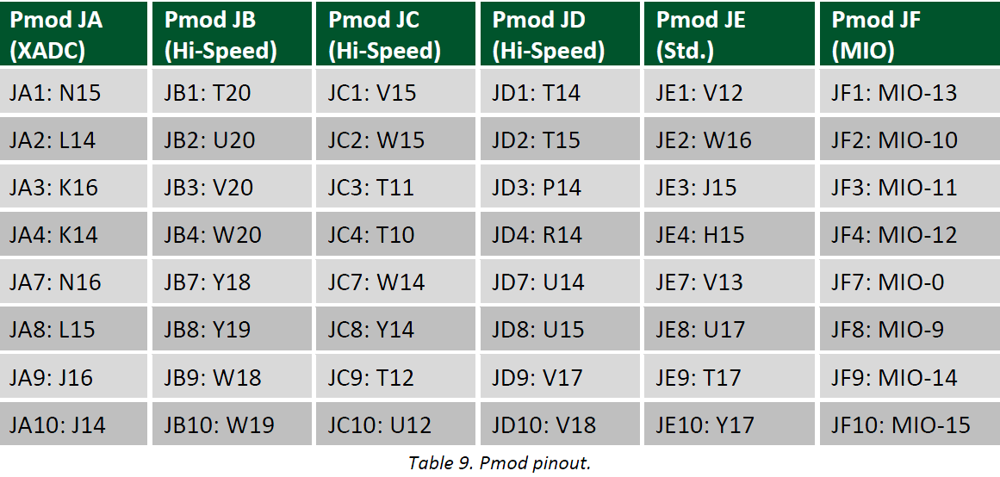 Pmod JA (XADC) Pmod JB (Hi-Speed) Pmod JC (Hi-Speed) Pmod JD (Hi-Speed) Pmod JE (Std.) Pmod JF (MIO)
JA1: N15 JB1: T20 JC1: V15 JD1: T14 JE1: V12 JF1: MIO-13
JA2: L14 JB2: U20 JC2: W15 JD2: T15 JE2: W16 JF2: MIO-10
JA3: K16 JB3: V20 JC3: T11 JD3: P14 JE3: J15 JF3: MIO-11
JA4: K14 JB4: W20 JC4: T10 JD4: R14 JE4: H15 JF4: MIO-12
JA7: N16 JB7: Y18 JC7: W14 JD7: U14 JE7: V13 JF7: MIO-0
JA8: L15 JB8: Y19 JC8: Y14 JD8: U15 JE8: U17 JF8: MIO-9
JA9: J16 JB9: W18 JC9: T12 JD9: V17 JE9: T17 JF9: MIO-14
JA10: J14 JB10: W19 JC10: U12 JD10: V18 JE10: Y17 JF10: MIO-15
Table 9. Pmod pinout.